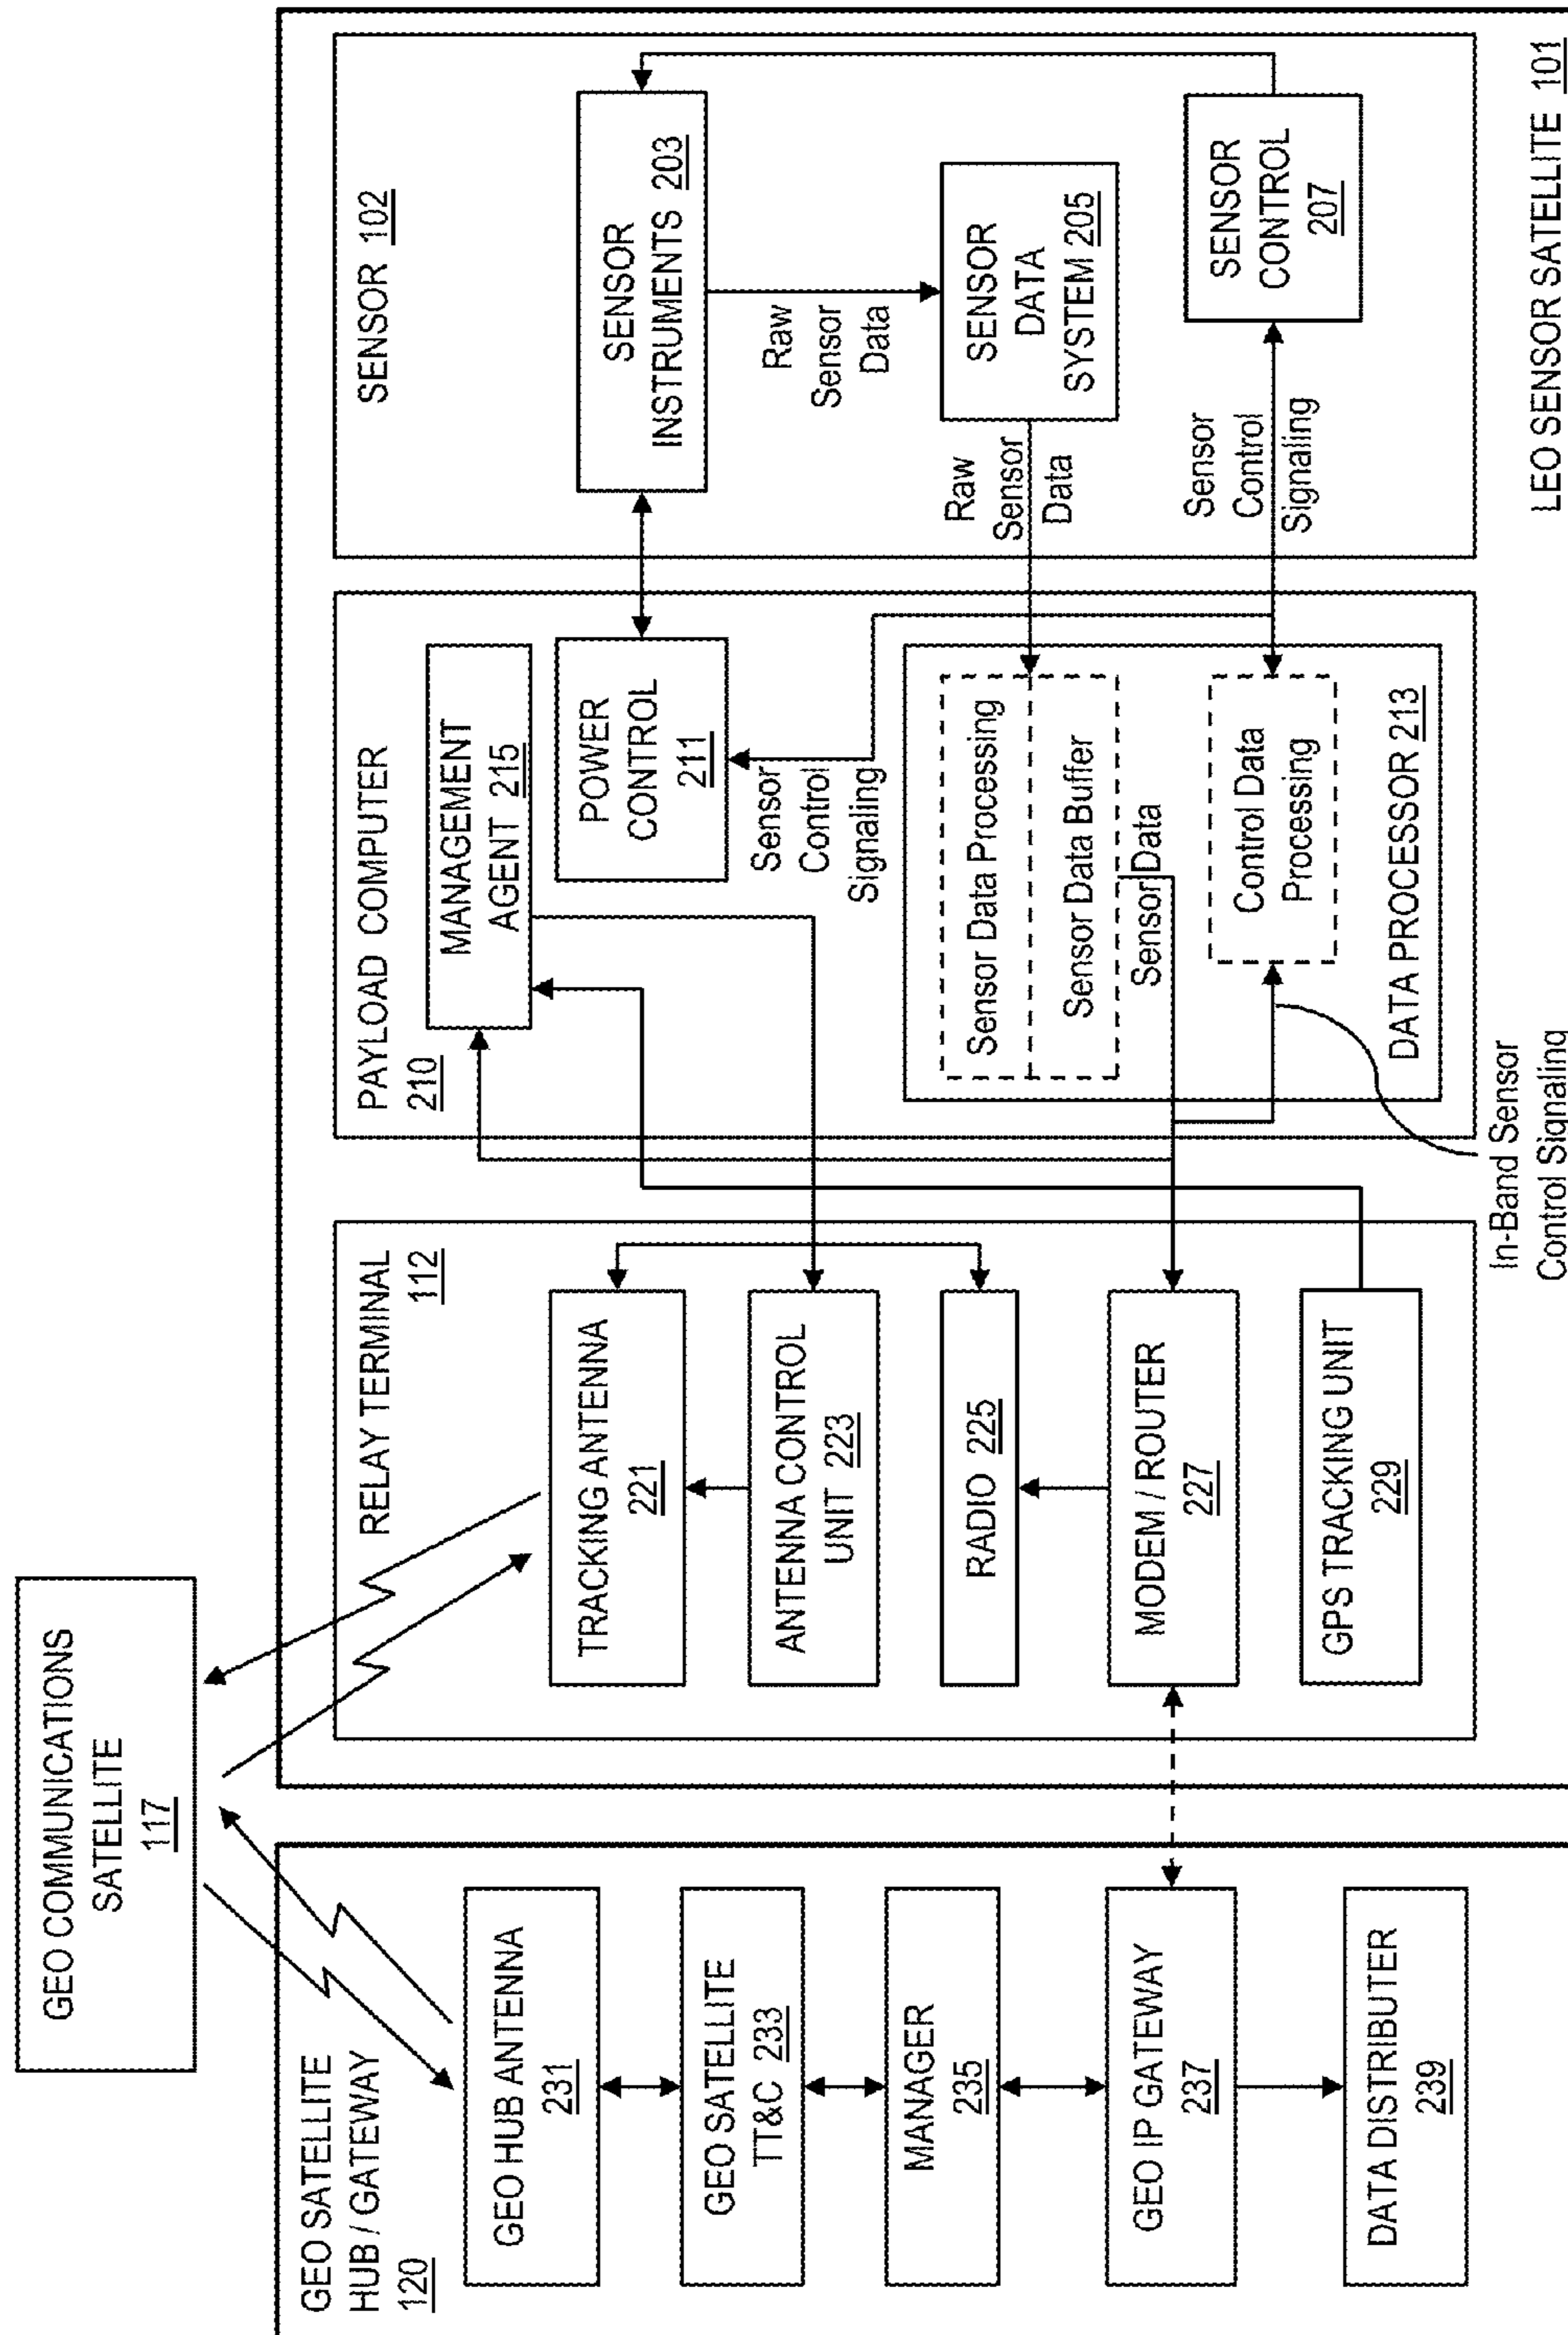 GEO COMMUNICATIONS
SATELLITE
117
GEO SATELLITE
HUB / GATEWAY
120
GEO HUB ANTENNA
231
GEO SATELLITE
TT&C 233
MANAGER
235
GEO IP GATEWAY
237
DATA DISTRIBUTER
239
RELAY TERMINAL
112
TRACKING ANTENNA
221
ANTENNA CONTROL
UNIT 223
RADIO 225
MODEM / ROUTER
227
GPS TRACKING UNIT
229
PAYLOAD COMPUTER
210
MANAGEMENT
AGENT 215
POWER
CONTROL
211
Sensor
Control
Signaling
Sensor Data Processing
Sensor Data Buffer
Sensor Data
Control Data
Processing
DATA PROCESSOR 213
In-Band Sensor
Control Signaling
SENSOR 102
SENSOR
INSTRUMENTS 203
Raw
Sensor
Data
SENSOR
DATA
SYSTEM 205
Raw
Sensor
Data
Sensor
Control
Signaling
SENSOR
CONTROL
207
LEO SENSOR SATELLITE 101